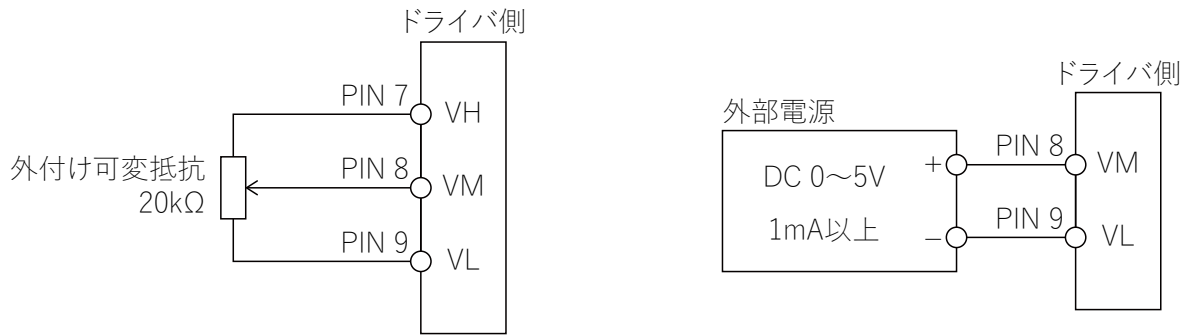 ドライバ側
PIN 7
VH
外付け可変抵抗
20kΩ
PIN 8
VM
PIN 9
VL
ドライバ側
外部電源
DC 0～5V
1mA以上
+
−
PIN 8
VM
PIN 9
VL